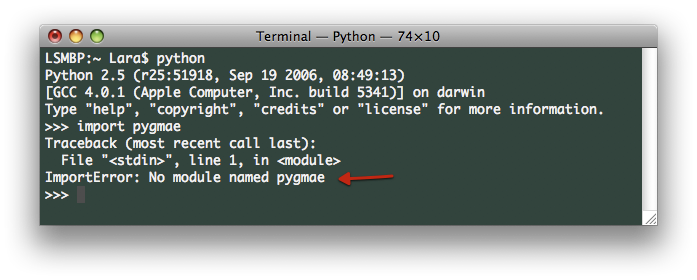 Terminal — Python — 74×10
LSMBP:~ Lara$ python
Python 2.5 (r25:51918, Sep 19 2006, 08:49:13)
[GCC 4.0.1 (Apple Computer, Inc. build 5341)] on darwin
Type "help", "copyright", "credits" or "license" for more information.
>>> import pygmae
Traceback (most recent call last):
  File "<stdin>", line 1, in <module>
ImportError: No module named pygmae
>>>